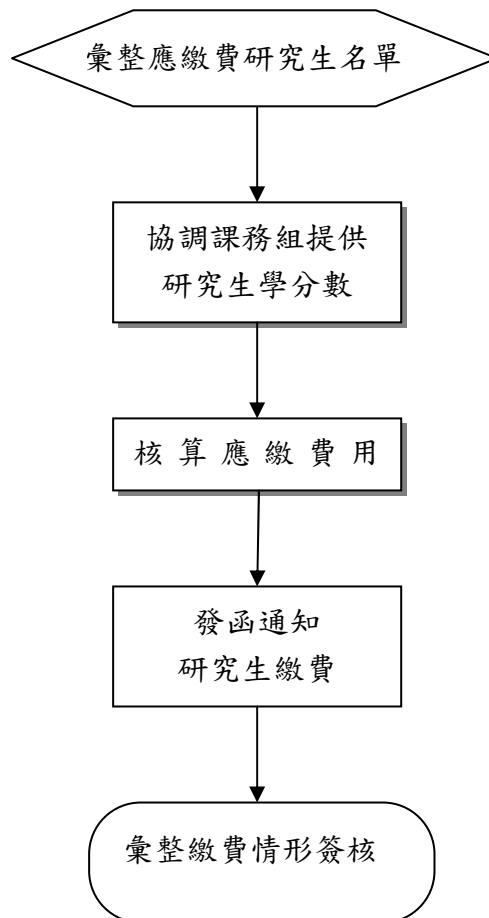 彙整應繳費研究生名單
協調課務組提供
研究生學分數
核算應繳費用
發函通知
研究生繳費
彙整繳費情形簽核